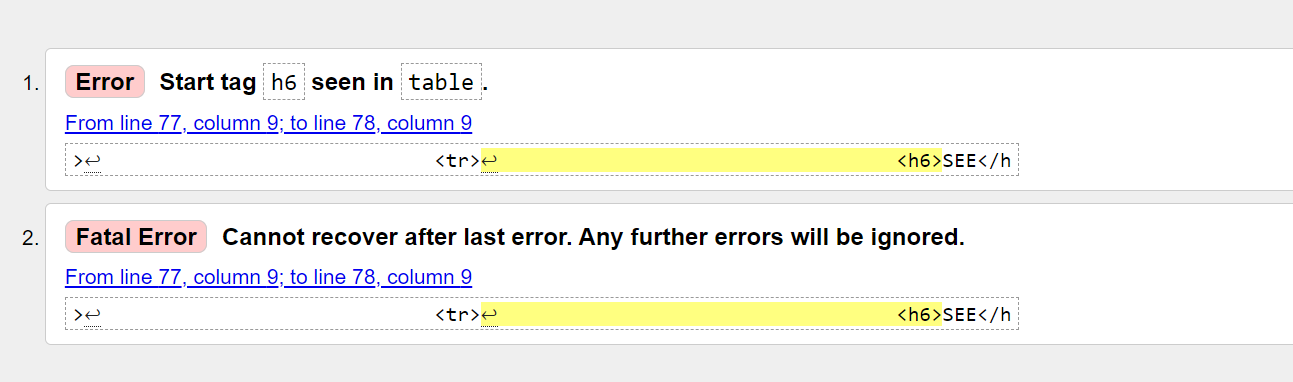 1. Error Start tag h6 seen in table.
From line 77, column 9; to line 78, column 9
>↩ <tr>↩ <h6>SEE</h
2. Fatal Error Cannot recover after last error. Any further errors will be ignored.
From line 77, column 9; to line 78, column 9
>↩ <tr>↩ <h6>SEE</h